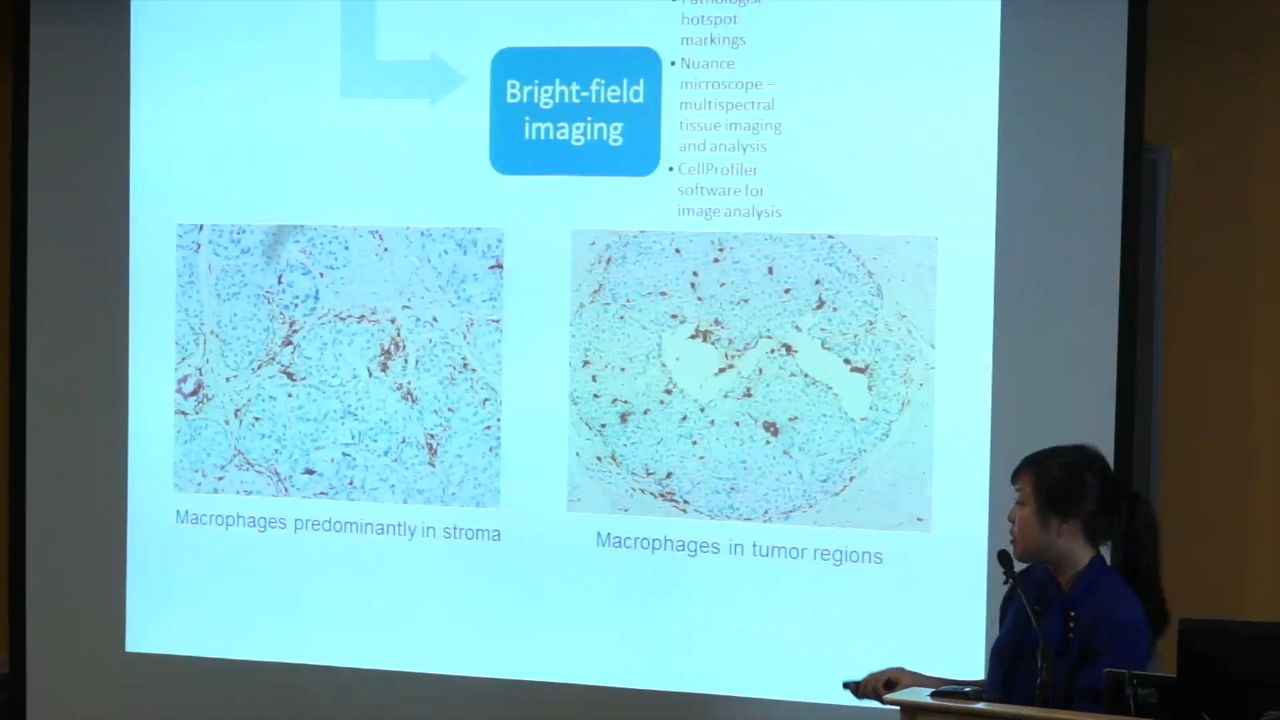 • Pathologist
hotspot
markings
Bright-field
imaging
• Nuance
microscope –
multispectral
tissue imaging
and analysis
• CellProfiler
software for
image analysis
Macrophages predominantly in stroma
Macrophages in tumor regions